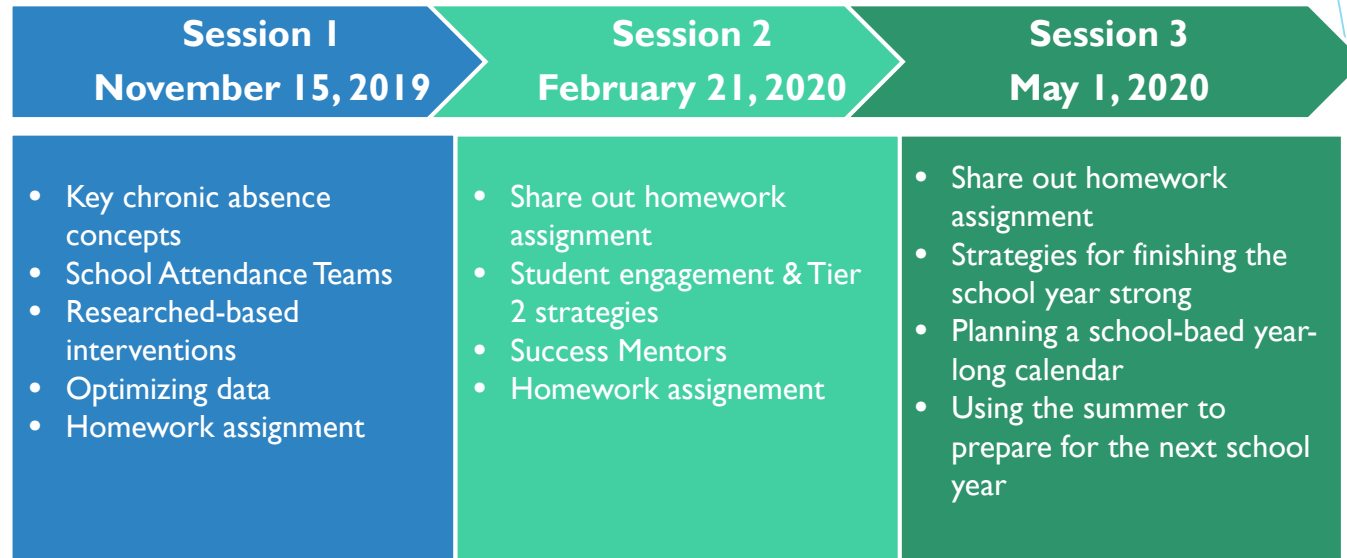 Session 1
November 15, 2019
Session 2
February 21, 2020
Session 3
May 1, 2020
• Key chronic absence
concepts
• School Attendance Teams
• Researched-based
interventions
• Optimizing data
• Homework assignment
• Share out homework
assignment
• Student engagement & Tier
2 strategies
• Success Mentors
• Homework assignement
• Share out homework
assignment
• Strategies for finishing the
school year strong
• Planning a school-baed year-
long calendar
• Using the summer to
prepare for the next school
year